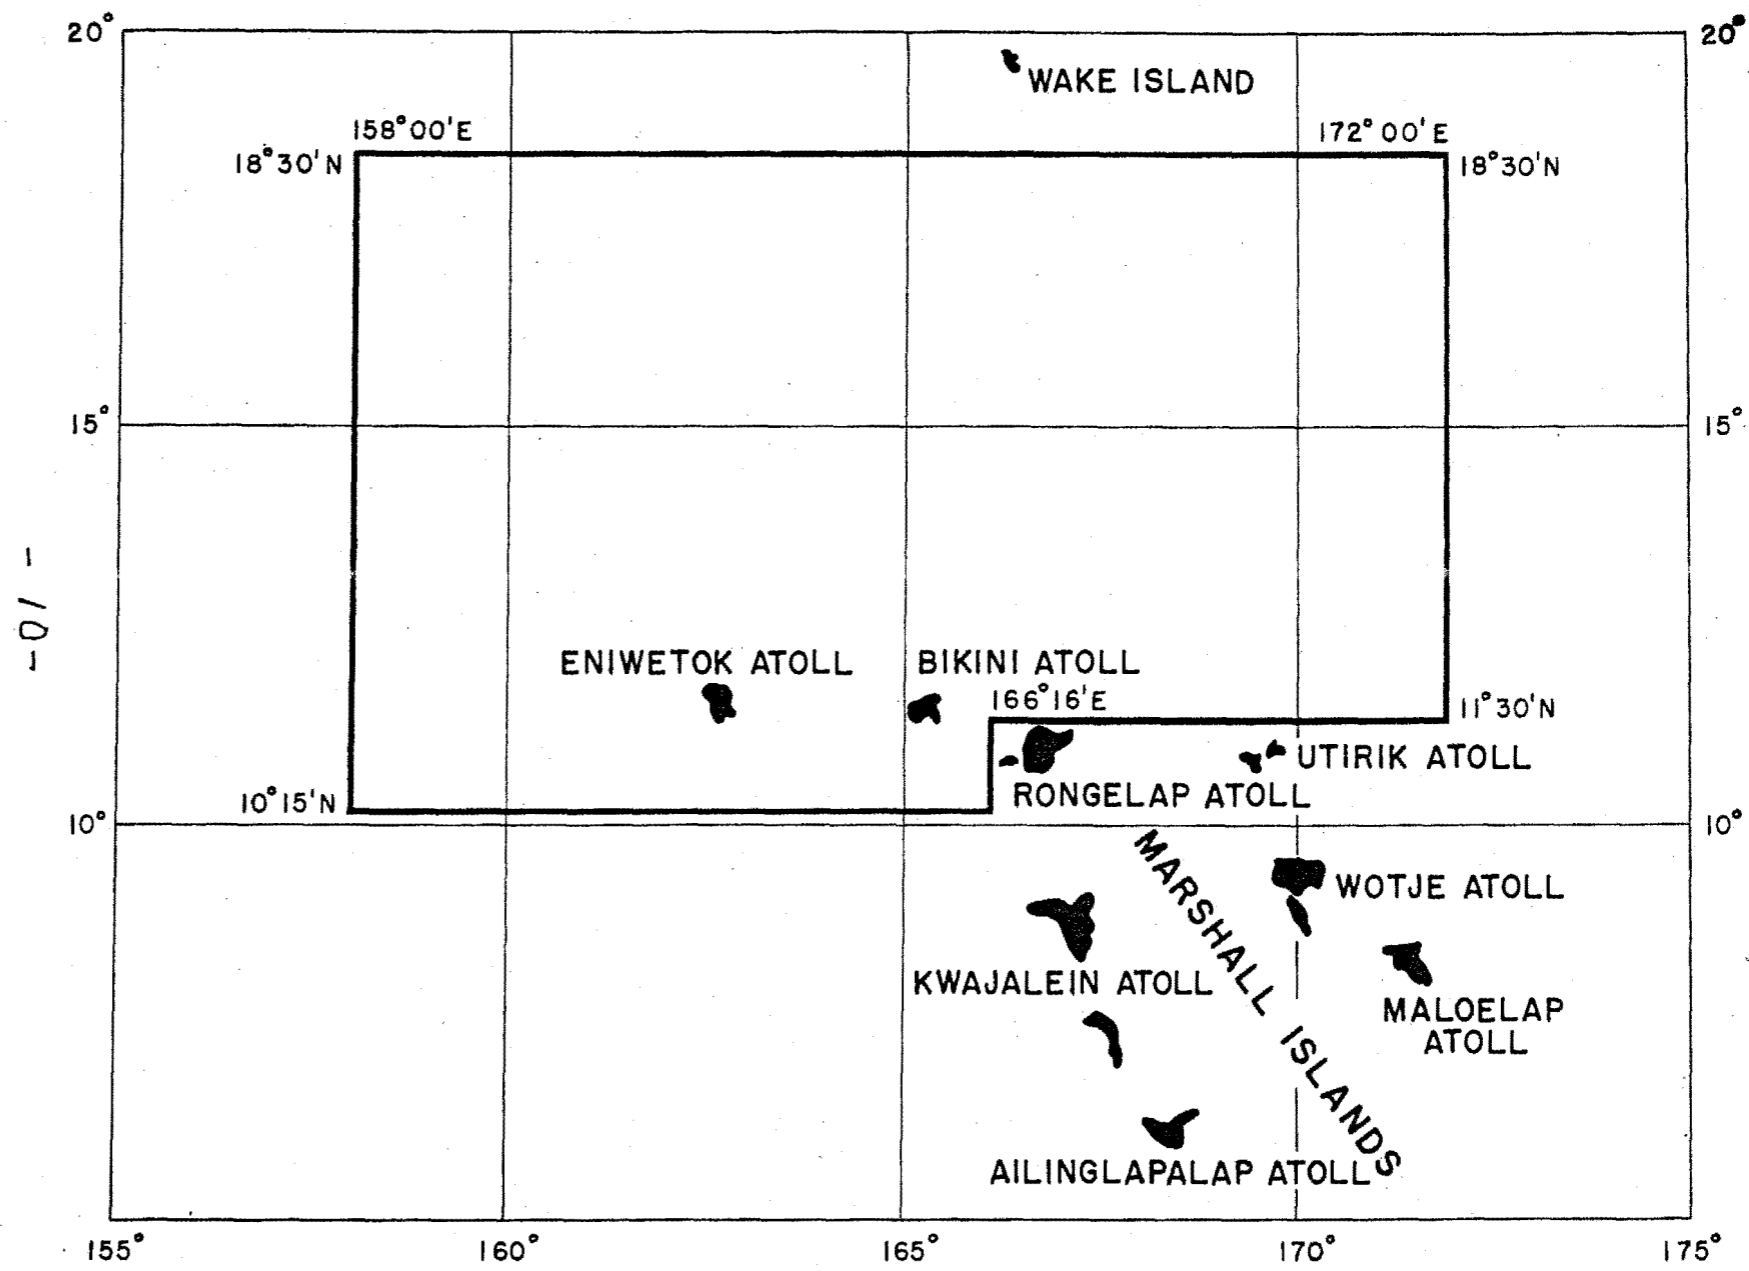 20°
20°
WAKE ISLAND
158°00'E
172°00'E
18°30'N
18°30'N
15°
15°
- 10 -
ENIWETOK ATOLL
BIKINI ATOLL
166°16'E
11°30'N
UTIRIK ATOLL
RONGELAP ATOLL
10°15'N
10°
10°
MARSHALL ISLANDS
WOTJE ATOLL
KWAJALEIN ATOLL
MALOELAP
ATOLL
AILINGLAPALAP ATOLL
155°
160°
165°
170°
175°